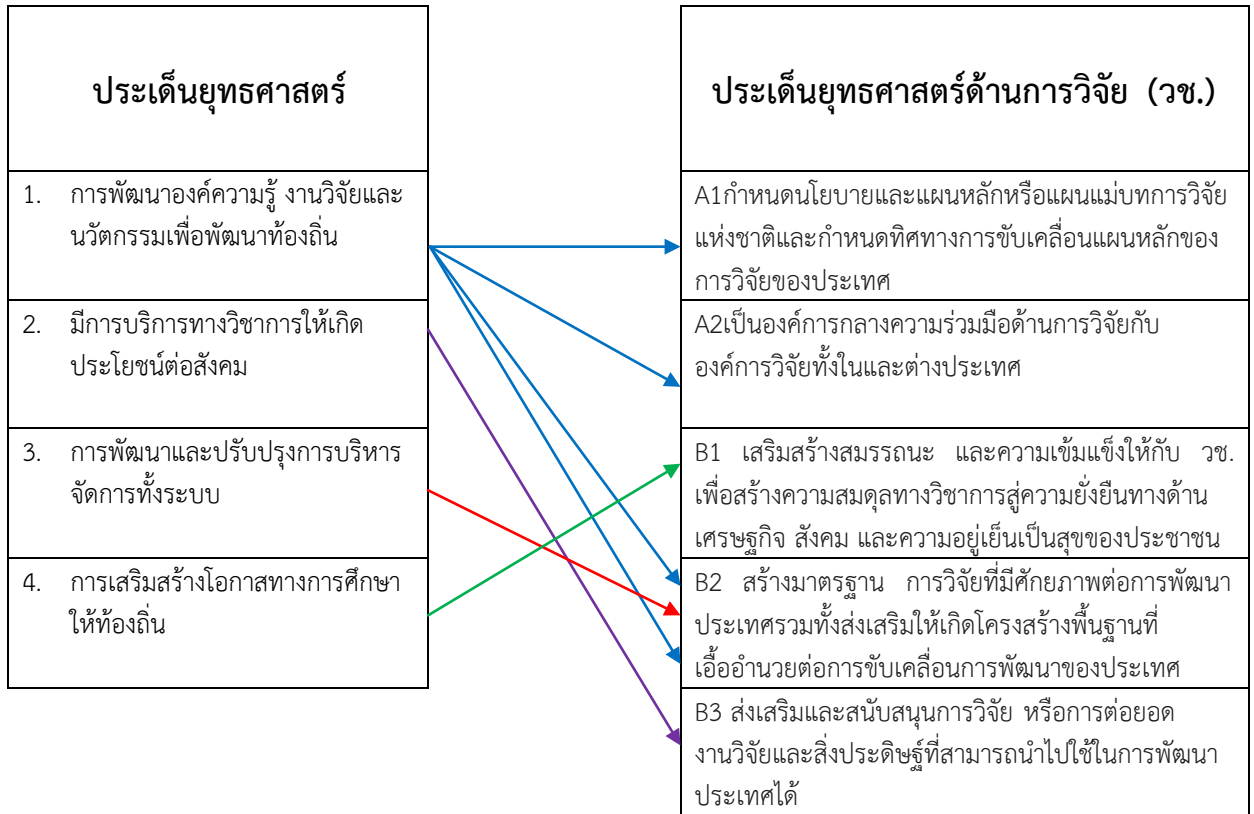 ประเด็นยุทธศาสตร์
1. การพัฒนาองค์ความรู้ งานวิจัยและ
นวัตกรรมเพื่อพัฒนาท้องถิ่น
2. มีการบริการทางวิชาการให้เกิด
ประโยชน์ต่อสังคม
3. การพัฒนาและปรับปรุงการบริหาร
จัดการทั้งระบบ
4. การเสริมสร้างโอกาสทางการศึกษา
ให้ท้องถิ่น
ประเด็นยุทธศาสตร์ด้านการวิจัย (วช.)
A1กำหนดนโยบายและแผนหลักหรือแผนแม่บทการวิจัย
แห่งชาติและกำหนดทิศทางการขับเคลื่อนแผนหลักของ
การวิจัยของประเทศ
A2เป็นองค์การกลางความร่วมมือด้านการวิจัยกับ
องค์การวิจัยทั้งในและต่างประเทศ
B1 เสริมสร้างสมรรถนะ และความเข้มแข็งให้กับ วช.
เพื่อสร้างความสมดุลทางวิชาการสู่ความยั่งยืนทางด้าน
เศรษฐกิจ สังคม และความอยู่เย็นเป็นสุขของประชาชน
B2 สร้างมาตรฐาน การวิจัยที่มีศักยภาพต่อการพัฒนา
ประเทศรวมทั้งส่งเสริมให้เกิดโครงสร้างพื้นฐานที่
เอื้ออำนวยต่อการขับเคลื่อนการพัฒนาของประเทศ
B3 ส่งเสริมและสนับสนุนการวิจัย หรือการต่อยอด
งานวิจัยและสิ่งประดิษฐ์ที่สามารถนำไปใช้ในการพัฒนา
ประเทศได้